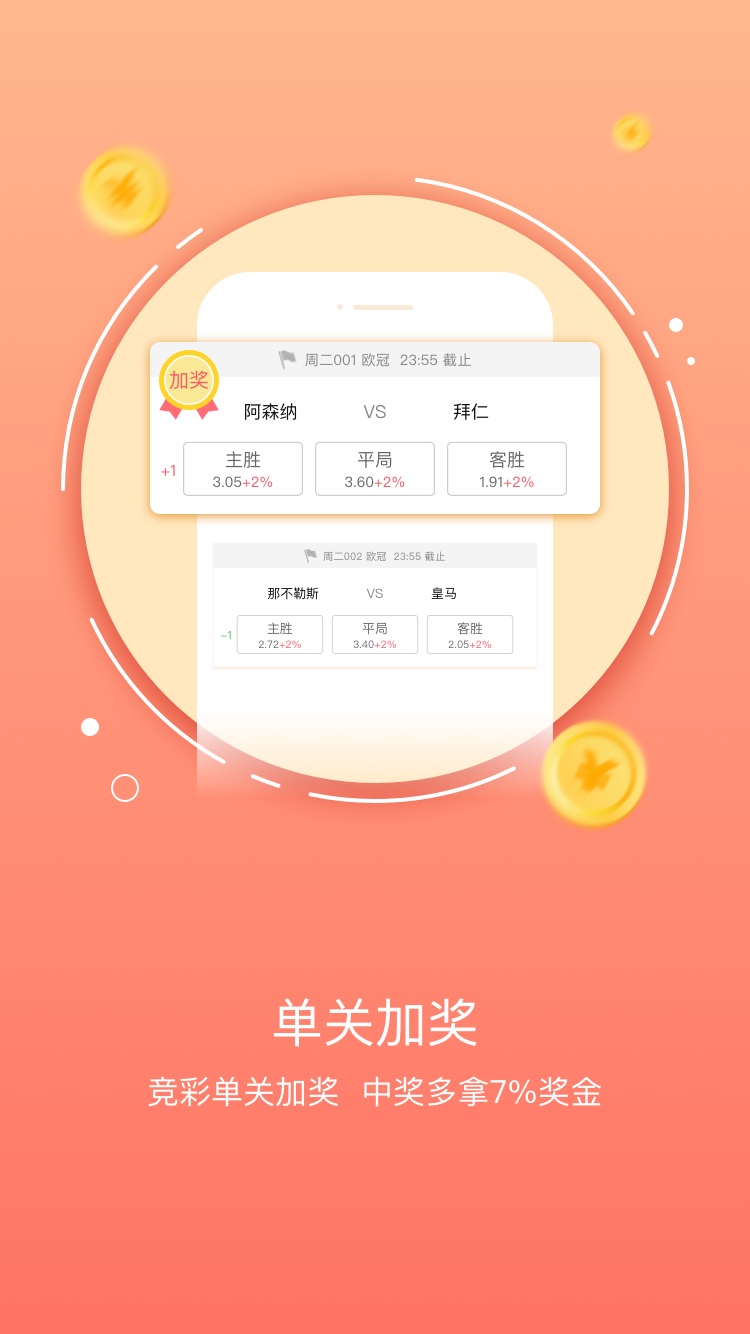 周二001 欧冠 23:55 截止
加奖
阿森纳 VS 拜仁
主胜 平局 客胜
+1 3.05+2% 3.60+2% 1.91+2%
周二002 欧冠 23:55 截止
那不勒斯 VS 皇马
主胜 平局 客胜
-1 2.72+2% 3.40+2% 2.05+2%
单关加奖
竞彩单关加奖 中奖多拿7%奖金